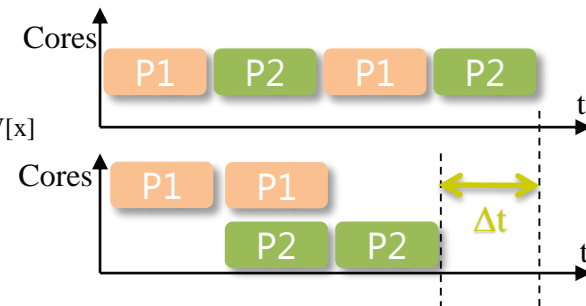 Cores
P1 P2 P1 P2
t
[x]
Cores
P1 P1
Δt
P2 P2
t